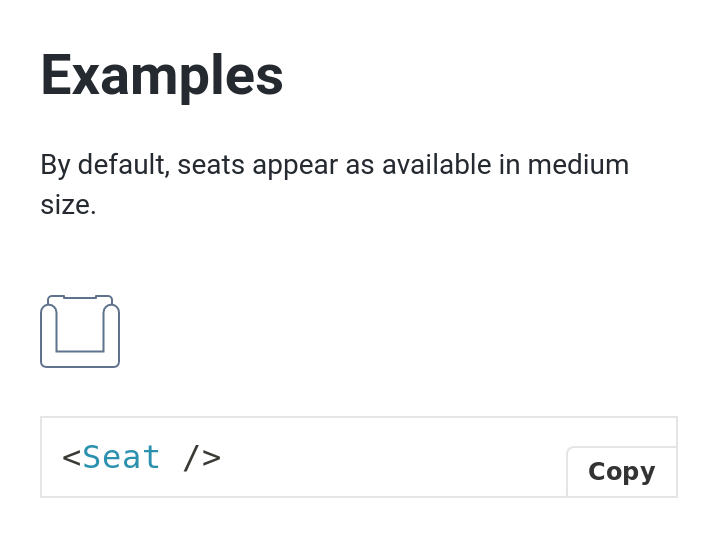 Examples
By default, seats appear as available in medium
size.
<Seat />
Copy